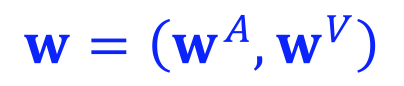 𝐰 = (𝐰^A, 𝐰^V)